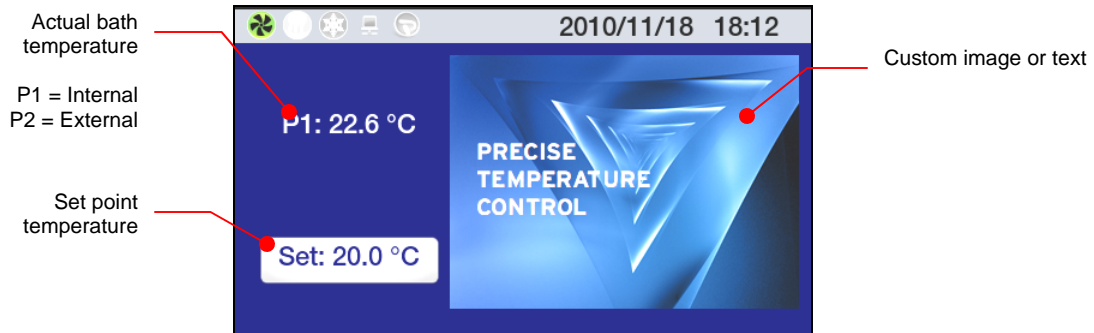 Actual bath
temperature
P1 = Internal
P2 = External
Set point
temperature
2010/11/18 18:12
P1: 22.6 °C
Set: 20.0 °C
PRECISE
TEMPERATURE
CONTROL
Custom image or text